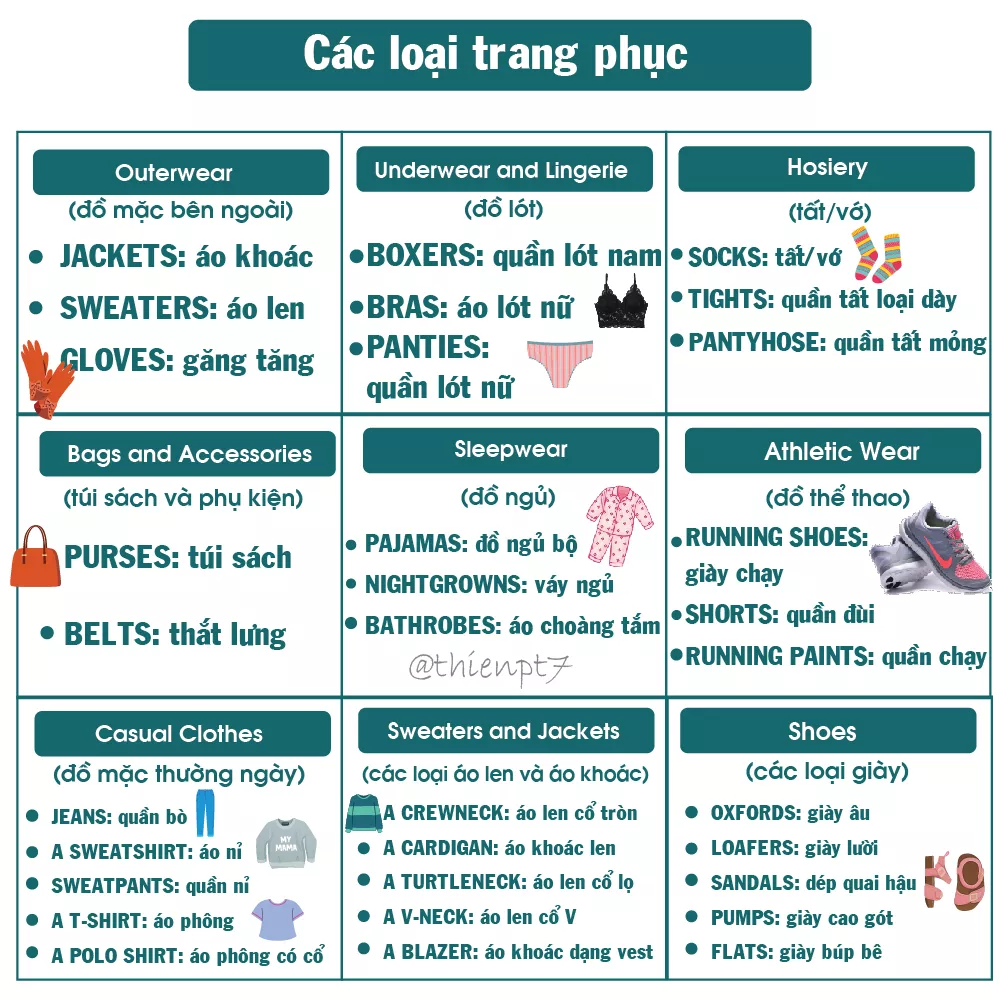 Các loại trang phục
Outerwear
(đồ mặc bên ngoài)
JACKETS: áo khoác
SWEATERS: áo len
GLOVES: găng tăng
Underwear and Lingerie
(đồ lót)
BOXERS: quần lót nam
BRAS: áo lót nữ
PANTIES:
quần lót nữ
Hosiery
(tất/vớ)
SOCKS: tất/vớ
TIGHTS: quần tất loại dày
PANTYHOSE: quần tất mỏng
Bags and Accessories
(túi sách và phụ kiện)
PURSES: túi sách
BELTS: thắt lưng
Sleepwear
(đồ ngủ)
PAJAMAS: đồ ngủ bộ
NIGHTGROWNS: váy ngủ
BATHROBES: áo choàng tắm
@thienpt7
Athletic Wear
(đồ thể thao)
RUNNING SHOES:
giày chạy
SHORTS: quần đùi
RUNNING PAINTS: quần chạy
Casual Clothes
(đồ mặc thường ngày)
JEANS: quần bò
A SWEATSHIRT: áo nỉ
MY
MAMA
SWEATPANTS: quần nỉ
A T-SHIRT: áo phông
A POLO SHIRT: áo phông có cổ
Sweaters and Jackets
(các loại áo len và áo khoác)
A CREWNECK: áo len cổ tròn
A CARDIGAN: áo khoác len
A TURTLENECK: áo len cổ lọ
A V-NECK: áo len cổ V
A BLAZER: áo khoác dạng vest
Shoes
(các loại giày)
OXFORDS: giày âu
LOAFERS: giày lười
SANDALS: dép quai hậu
PUMPS: giày cao gót
FLATS: giày búp bê